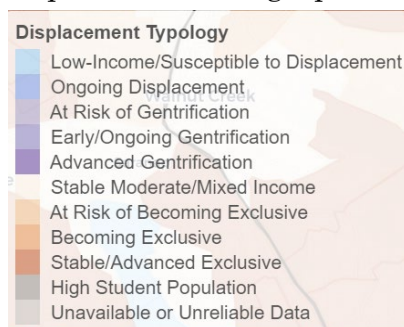 Displacement Typology
Low-Income/Susceptible to Displacement
Ongoing Displacement
Walnut Creek
At Risk of Gentrification
Early/Ongoing Gentrification
Advanced Gentrification
Stable Moderate/Mixed Income
At Risk of Becoming Exclusive
Becoming Exclusive
Stable/Advanced Exclusive
High Student Population
Unavailable or Unreliable Data